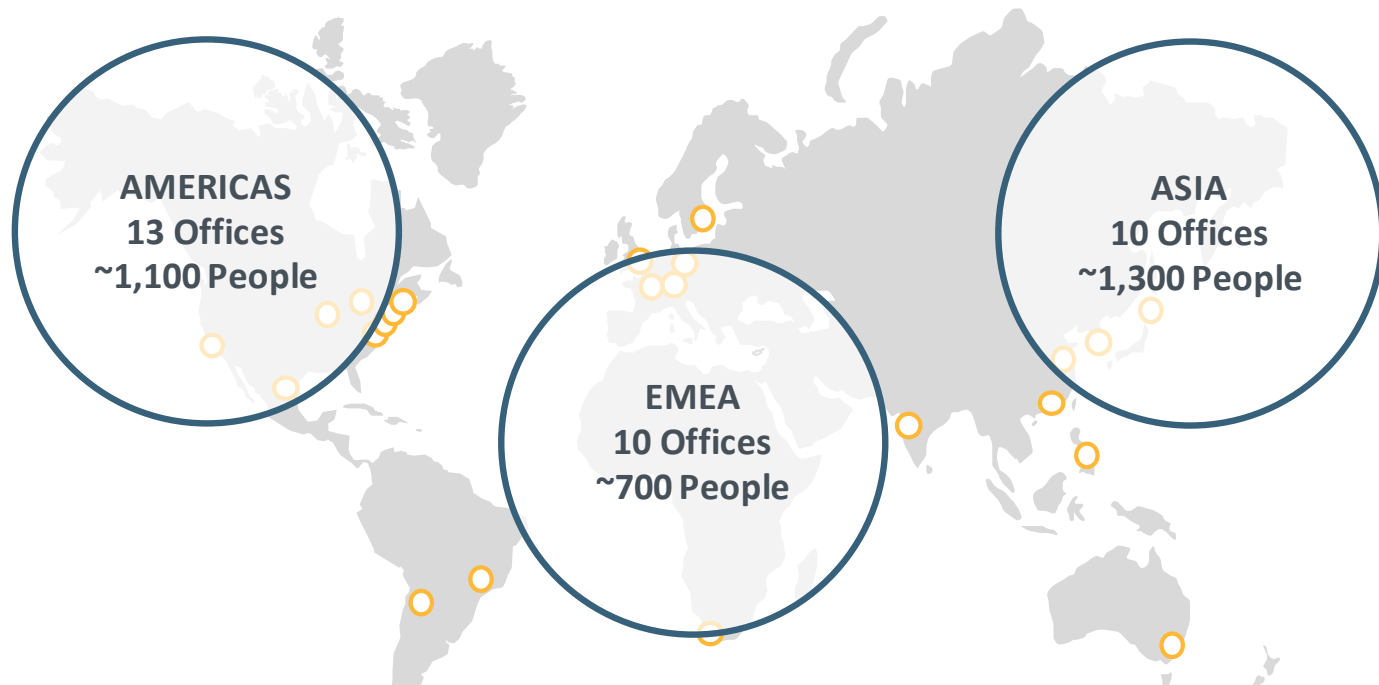 AMERICAS
13 Offices
~1,100 People
EMEA
10 Offices
~700 People
ASIA
10 Offices
~1,300 People